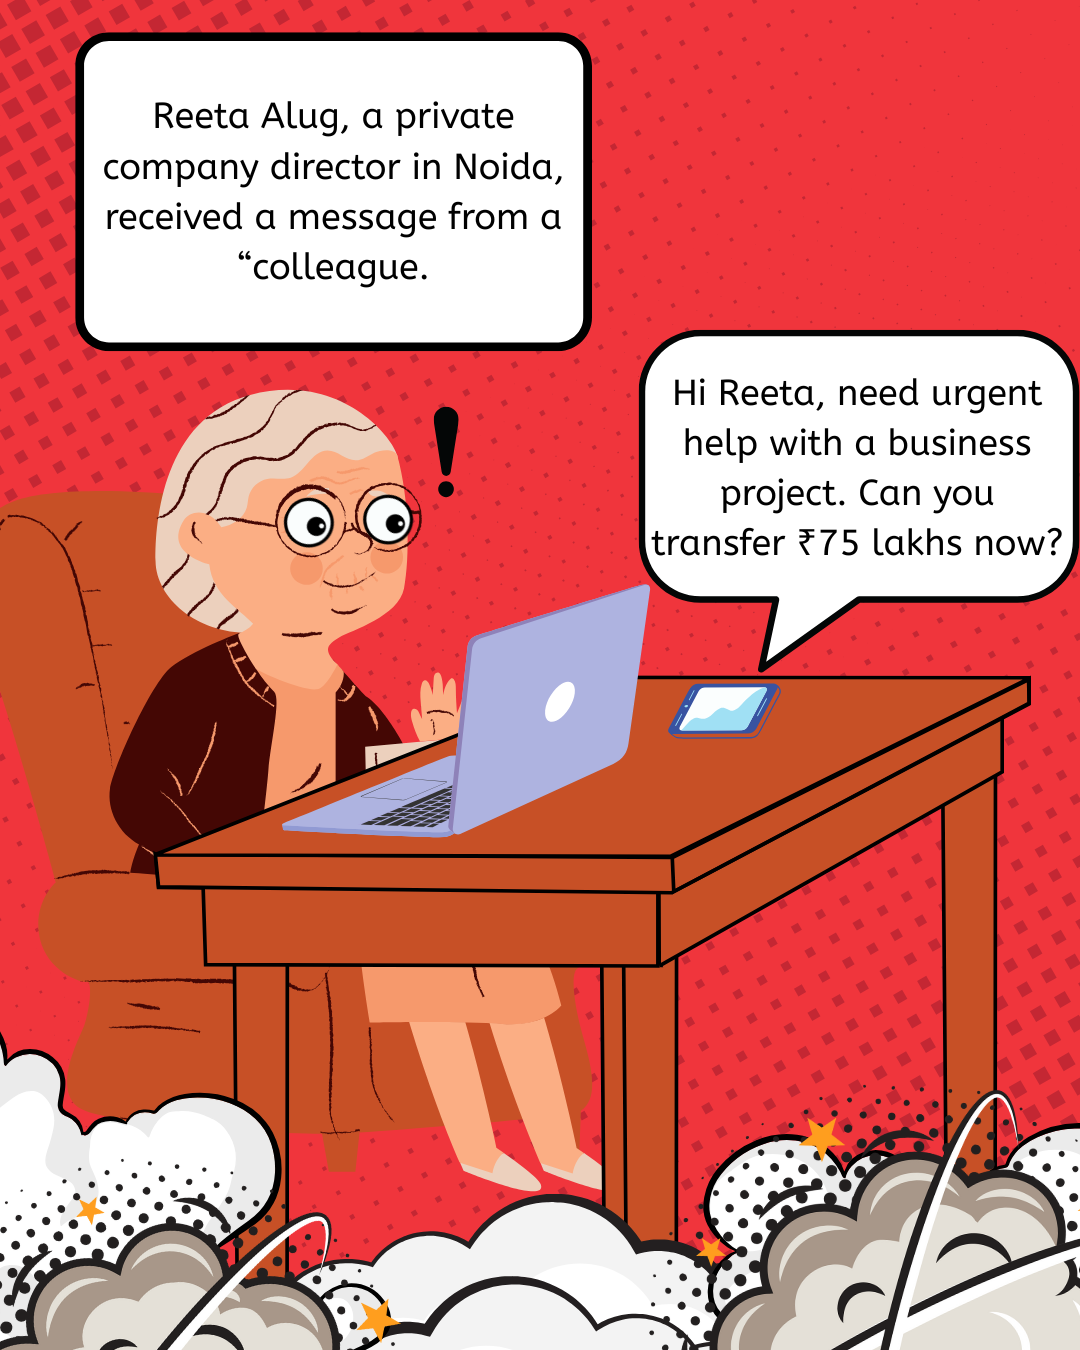 Reeta Alug, a private
company director in Noida,
received a message from a
“colleague.
!
Hi Reeta, need urgent
help with a business
project. Can you
transfer ₹75 lakhs now?